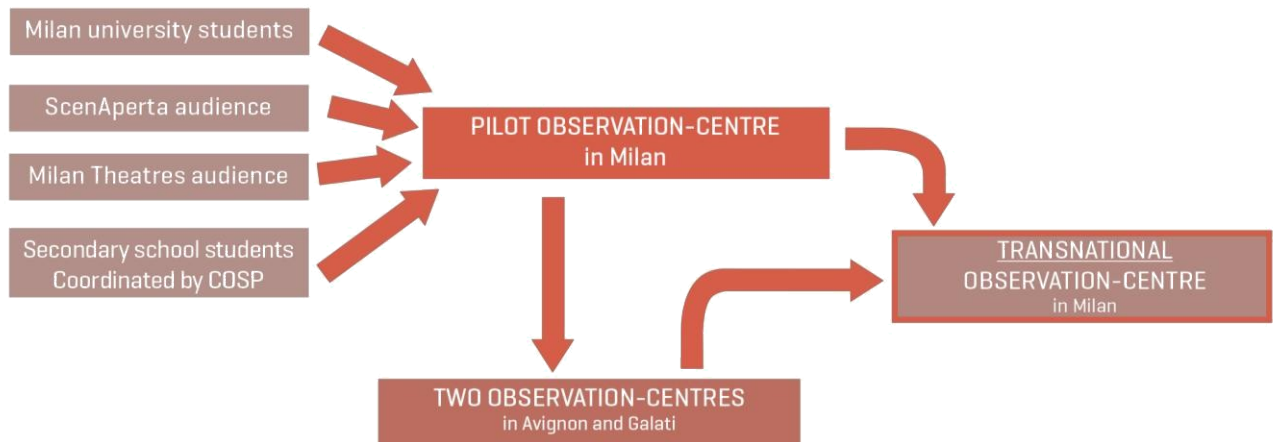 Milan university students
ScenAperta audience
Milan Theatres audience
Secondary school students
Coordinated by COSP
PILOT OBSERVATION-CENTRE
in Milan
TRANSNATIONAL
OBSERVATION-CENTRE
in Milan
TWO OBSERVATION-CENTRES
in Avignon and Galati